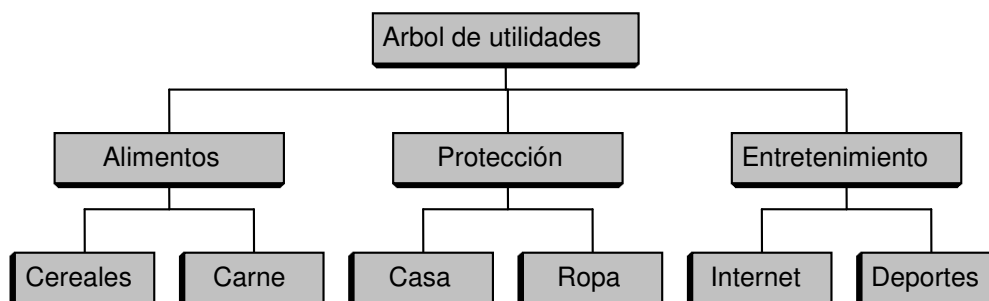 Arbol de utilidades
Alimentos
Protección
Entretenimiento
Cereales
Carne
Casa
Ropa
Internet
Deportes